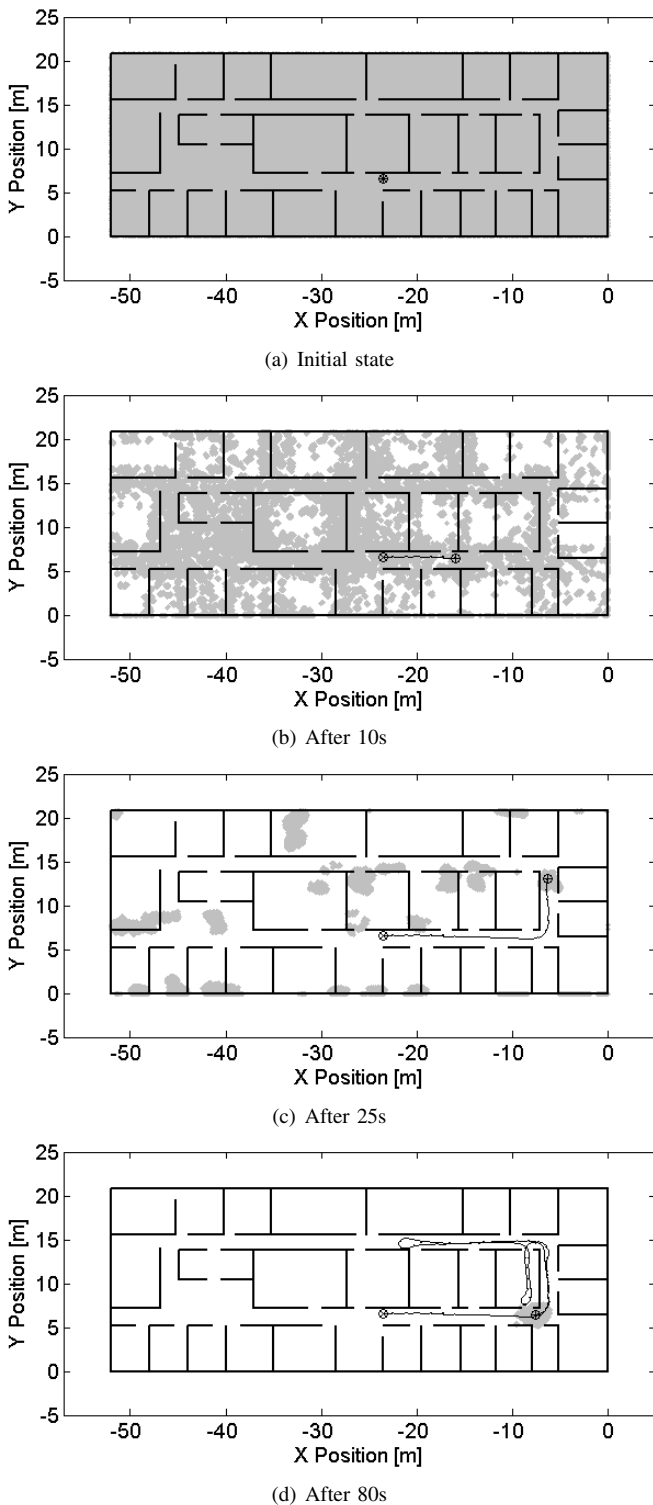 25
20
15
10
5
0
-5
Y Position [m]
-50 -40 -30 -20 -10 0
X Position [m]
(a) Initial state
25
20
15
10
5
0
-5
Y Position [m]
-50 -40 -30 -20 -10 0
X Position [m]
(b) After 10s
25
20
15
10
5
0
-5
Y Position [m]
-50 -40 -30 -20 -10 0
X Position [m]
(c) After 25s
25
20
15
10
5
0
-5
Y Position [m]
-50 -40 -30 -20 -10 0
X Position [m]
(d) After 80s